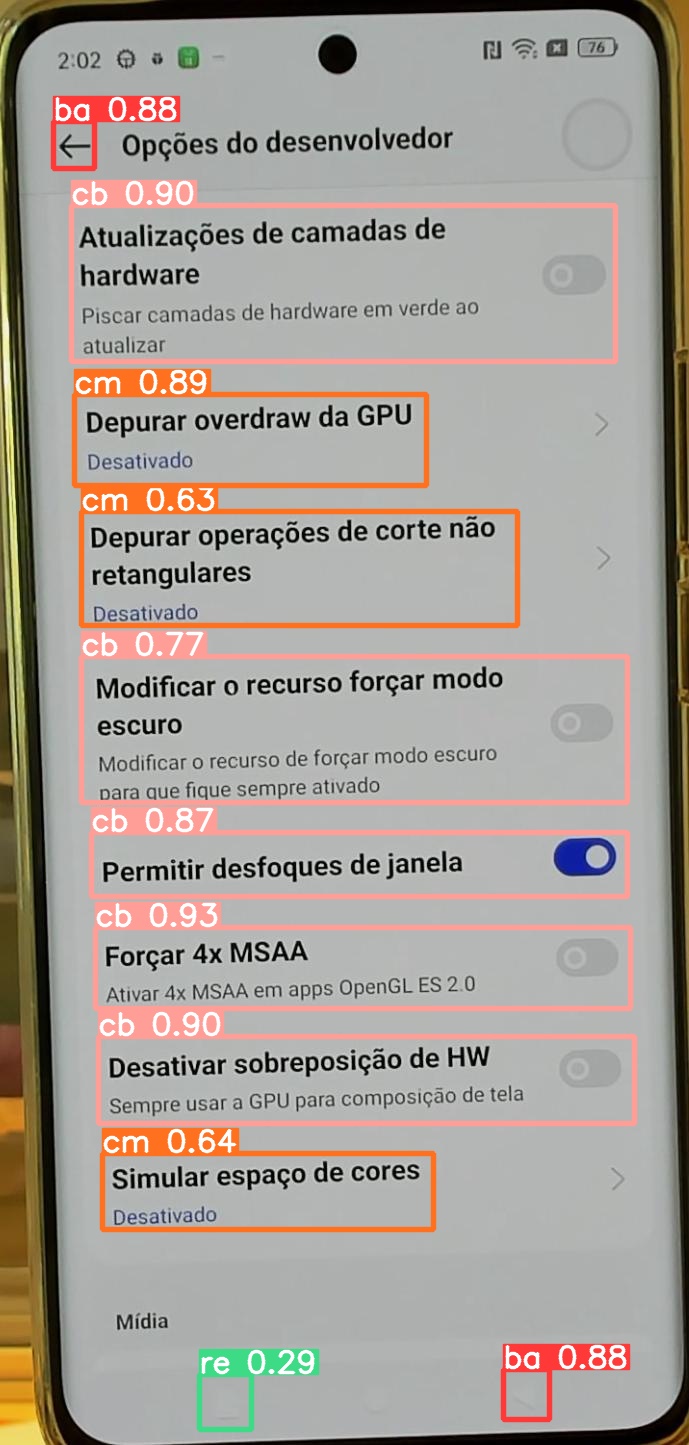 2:02
76
ba 0.88
Opções do desenvolvedor
cb 0.90
Atualizações de camadas de
hardware
Piscar camadas de hardware em verde ao
atualizar
cm 0.89
Depurar overdraw da GPU
Desativado
cm 0.63
Depurar operações de corte não
retangulares
Desativado
cb 0.77
Modificar o recurso forçar modo
escuro
Modificar o recurso de forçar modo escuro
para que fique sempre ativado
cb 0.87
Permitir desfoques de janela
cb 0.93
Forçar 4x MSAA
Ativar 4x MSAA em apps OpenGL ES 2.0
cb 0.90
Desativar sobreposição de HW
Sempre usar a GPU para composição de tela
cm 0.64
Simular espaço de cores
Desativado
Mídia
re 0.29
ba 0.88